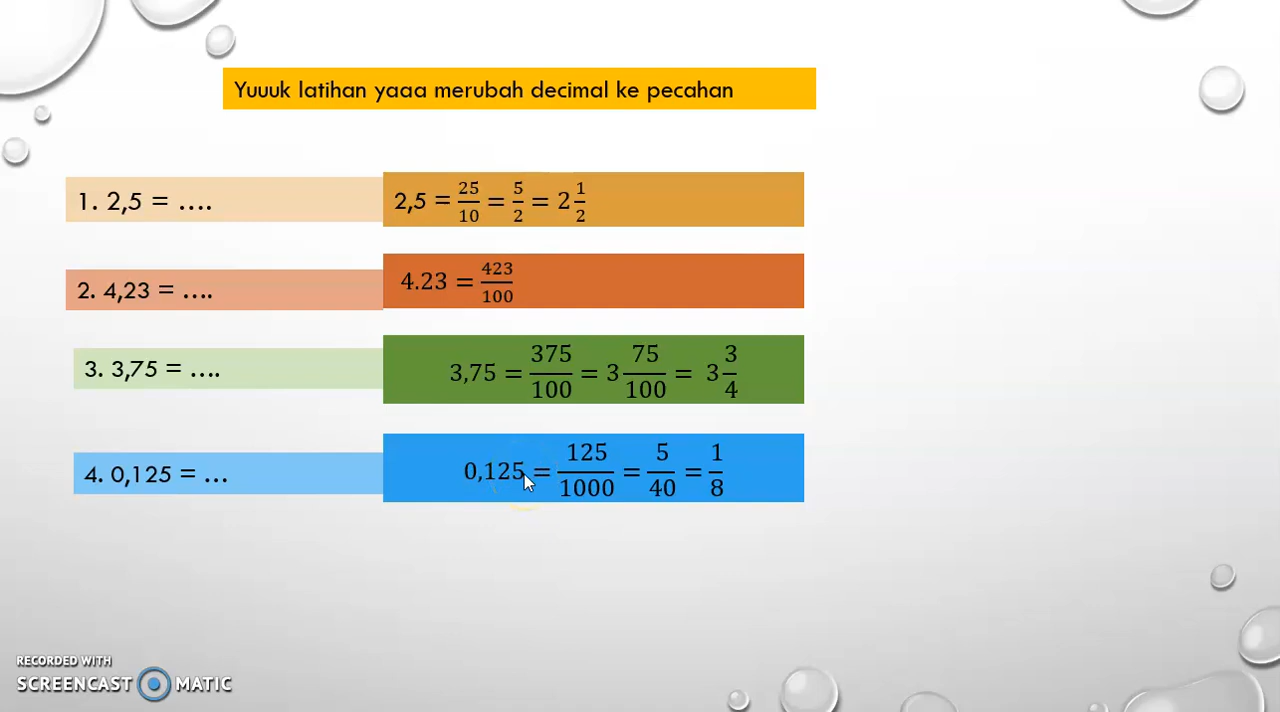 Yuuuk latihan yaaa merubah decimal ke pecahan
1. 2,5 = ....
2,5 = 25/10 = 5/2 = 2 1/2
2. 4,23 = ....
4.23 = 423/100
3. 3,75 = ....
3,75 = 375/100 = 3 75/100 = 3 3/4
4. 0,125 = ...
0,125 = 125/1000 = 5/40 = 1/8
RECORDED WITH
SCREENCAST MATIC